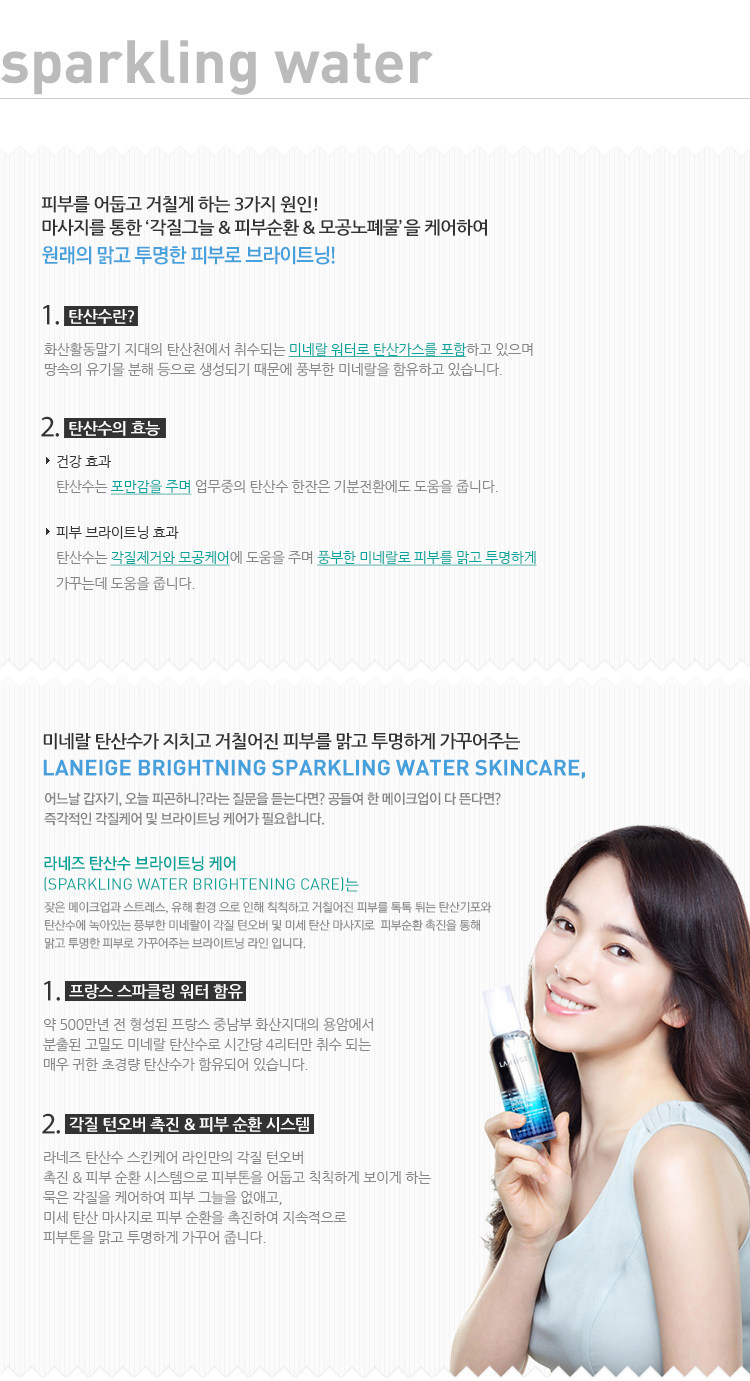 sparkling water
피부를 어둡고 거칠게 하는 3가지 원인!
마사지를 통한 ‘각질그늘 & 피부순환 & 모공노폐물’을 케어하여
원래의 맑고 투명한 피부로 브라이트닝!
1. 탄산수란?
화산활동말기 지대의 탄산천에서 취수되는 미네랄 워터로 탄산가스를 포함하고 있으며
땅속의 유기물 분해 등으로 생성되기 때문에 풍부한 미네랄을 함유하고 있습니다.
2. 탄산수의 효능
건강 효과
탄산수는 포만감을 주며 업무중의 탄산수 한잔은 기분전환에도 도움을 줍니다.
피부 브라이트닝 효과
탄산수는 각질제거와 모공케어에 도움을 주며 풍부한 미네랄로 피부를 맑고 투명하게
가꾸는데 도움을 줍니다.
미네랄 탄산수가 지치고 거칠어진 피부를 맑고 투명하게 가꾸어주는
LANEIGE BRIGHTNING SPARKLING WATER SKINCARE,
어느날 갑자기, 오늘 피곤하니?라는 질문을 듣는다면? 공들여 한 메이크업이 다 뜬다면?
즉각적인 각질케어 및 브라이트닝 케어가 필요합니다.
라네즈 탄산수 브라이트닝 케어
(SPARKLING WATER BRIGHTENING CARE)는
잦은 메이크업과 스트레스, 유해 환경 으로 인해 칙칙하고 거칠어진 피부를 톡톡 튀는 탄산기포와
탄산수에 녹아있는 풍부한 미네랄이 각질 턴오버 및 미세 탄산 마사지로 피부순환 촉진을 통해
맑고 투명한 피부로 가꾸어주는 브라이트닝 라인 입니다.
1. 프랑스 스파클링 워터 함유
약 500만년 전 형성된 프랑스 중남부 화산지대의 용암에서
분출된 고밀도 미네랄 탄산수로 시간당 4리터만 취수 되는
매우 귀한 초경량 탄산수가 함유되어 있습니다.
2. 각질 턴오버 촉진 & 피부 순환 시스템
라네즈 탄산수 스킨케어 라인만의 각질 턴오버
촉진 & 피부 순환 시스템으로 피부톤을 어둡고 칙칙하게 보이게 하는
묵은 각질을 케어하여 피부 그늘을 없애고,
미세 탄산 마사지로 피부 순환을 촉진하여 지속적으로
피부톤을 맑고 투명하게 가꾸어 줍니다.
LANEIGE